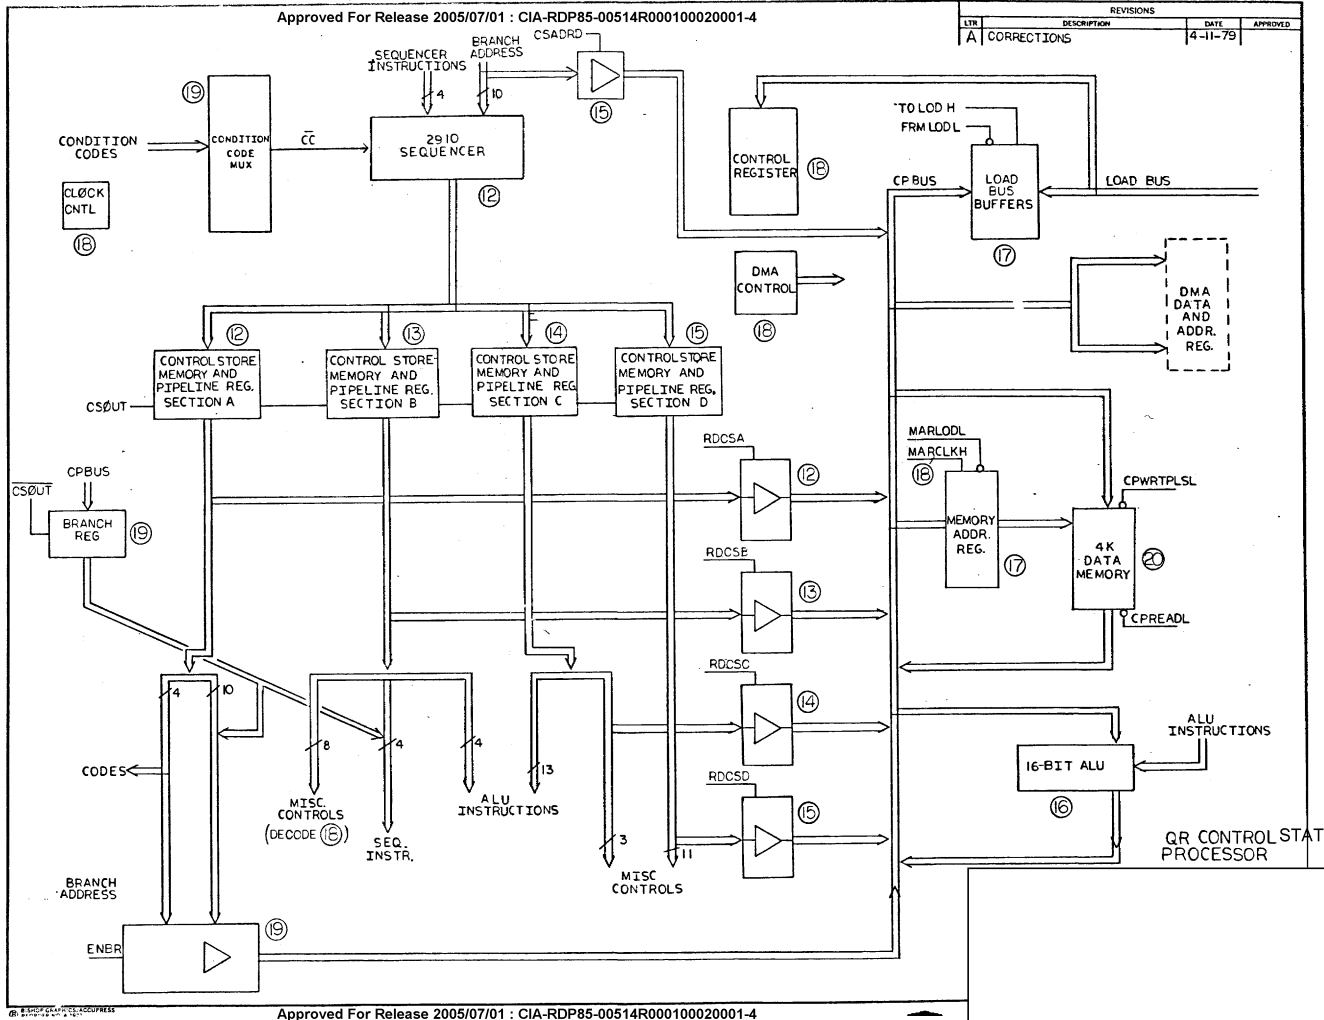 Approved For Release 2005/07/01 : CIA-RDP85-00514R000100020001-4
REVISIONS
LTR DESCRIPTION DATE APPROVED
A CORRECTIONS 4-11-79
SEQUENCER
INSTRUCTIONS
4
BRANCH
ADDRESS
10
CSADRD
15
19
CONDITION
CODES
CONDITION
CODE
MUX
CC
2910
SEQUENCER
12
CLØCK
CNTL
18
CONTROL
REGISTER
18
TO LOD H
FRM LOD L
CP BUS
LOAD
BUS
BUFFERS
17
LOAD BUS
DMA
CONTROL
18
DMA
DATA
AND
ADDR.
REG.
12
CONTROL STORE
MEMORY AND
PIPELINE REG.
SECTION A
13
CONTROL STORE
MEMORY AND
PIPELINE REG.
SECTION B
14
CONTROL STORE
MEMORY AND
PIPELINE REG
SECTION C
15
CONTROL STORE
MEMORY AND
PIPELINE REG.
SECTION D
CSØUT
RDCSA
12
MARLODL
MARCLKH
18
MEMORY
ADDR.
REG.
17
CPWRTPLSL
4K
DATA
MEMORY
20
CPREADL
CPBUS
CSØUT
BRANCH
REG
19
RDCSB
13
RDCSC
14
RDCSD
15
4
10
8
4
4
13
3
11
CODES
MISC.
CONTROLS
(DECODE 18)
SEQ.
INSTR.
ALU
INSTRUCTIONS
MISC
CONTROLS
ALU
INSTRUCTIONS
16-BIT ALU
16
QR CONTROL STAT
PROCESSOR
BRANCH
ADDRESS
ENBR
19
BISHOP GRAPHICS/ACCUPRESS
Approved For Release 2005/07/01 : CIA-RDP85-00514R000100020001-4